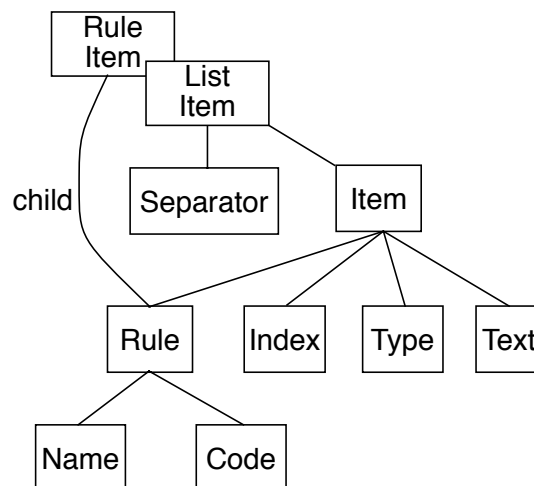 Rule
Item
List
Item
Separator
Item
child
Rule
Index
Type
Text
Name
Code